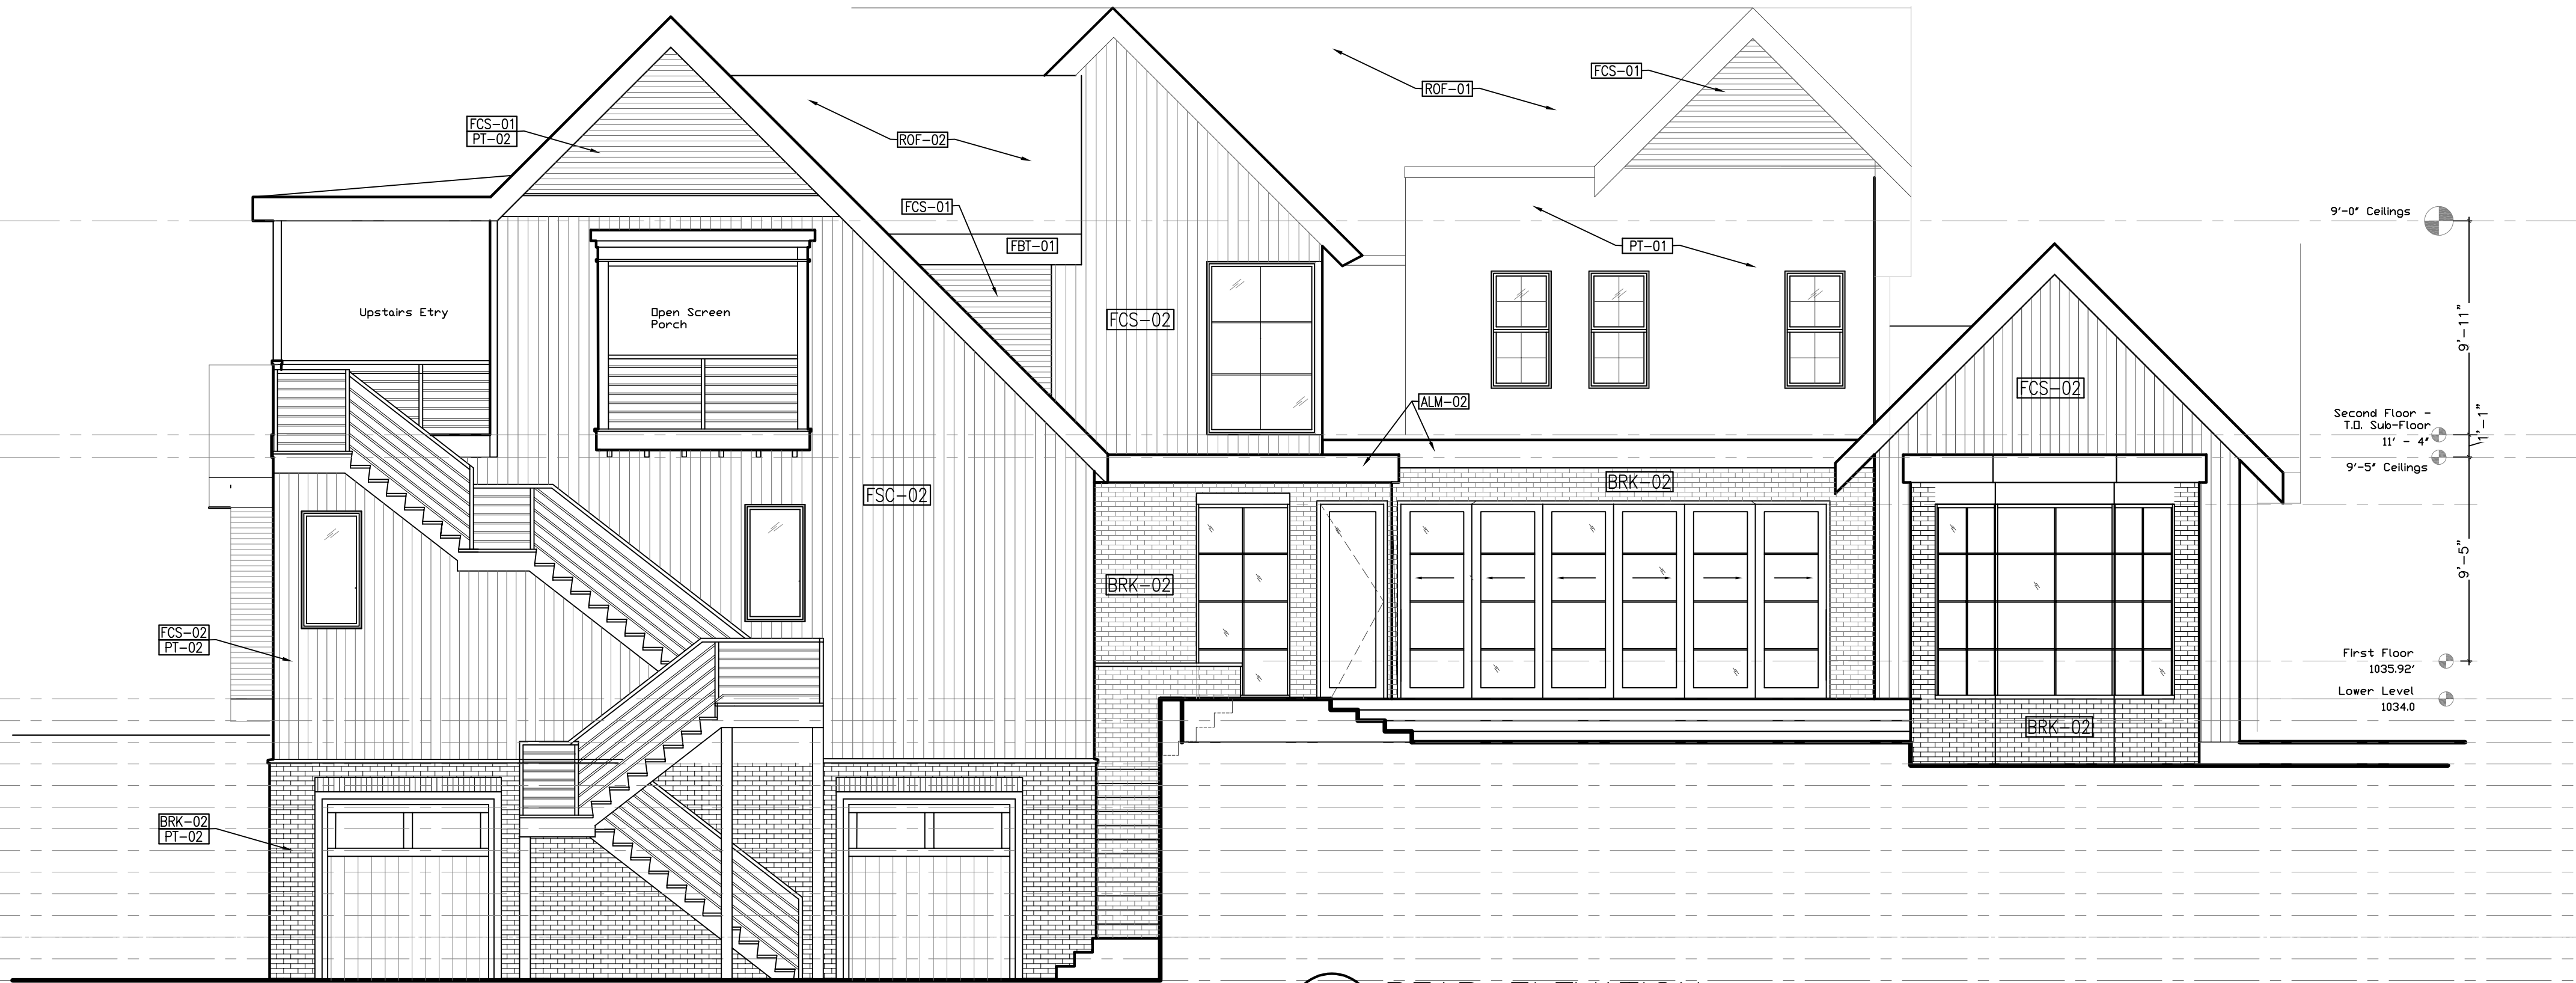 FCS-01
PT-02
ROF-02
ROF-01
FCS-01
FCS-01
FBT-01
PT-01
9'-0" Ceilings
Upstairs Etry
Open Screen
Porch
FCS-02
9'-11"
FCS-02
ALM-02
Second Floor -
T.O. Sub-Floor
11' - 4"
1'-1"
9'-5" Ceilings
FSC-02
BRK-02
9'-5"
BRK-02
FCS-02
PT-02
First Floor
1035.92'
Lower Level
1034.0
BRK-02
BRK-02
PT-02